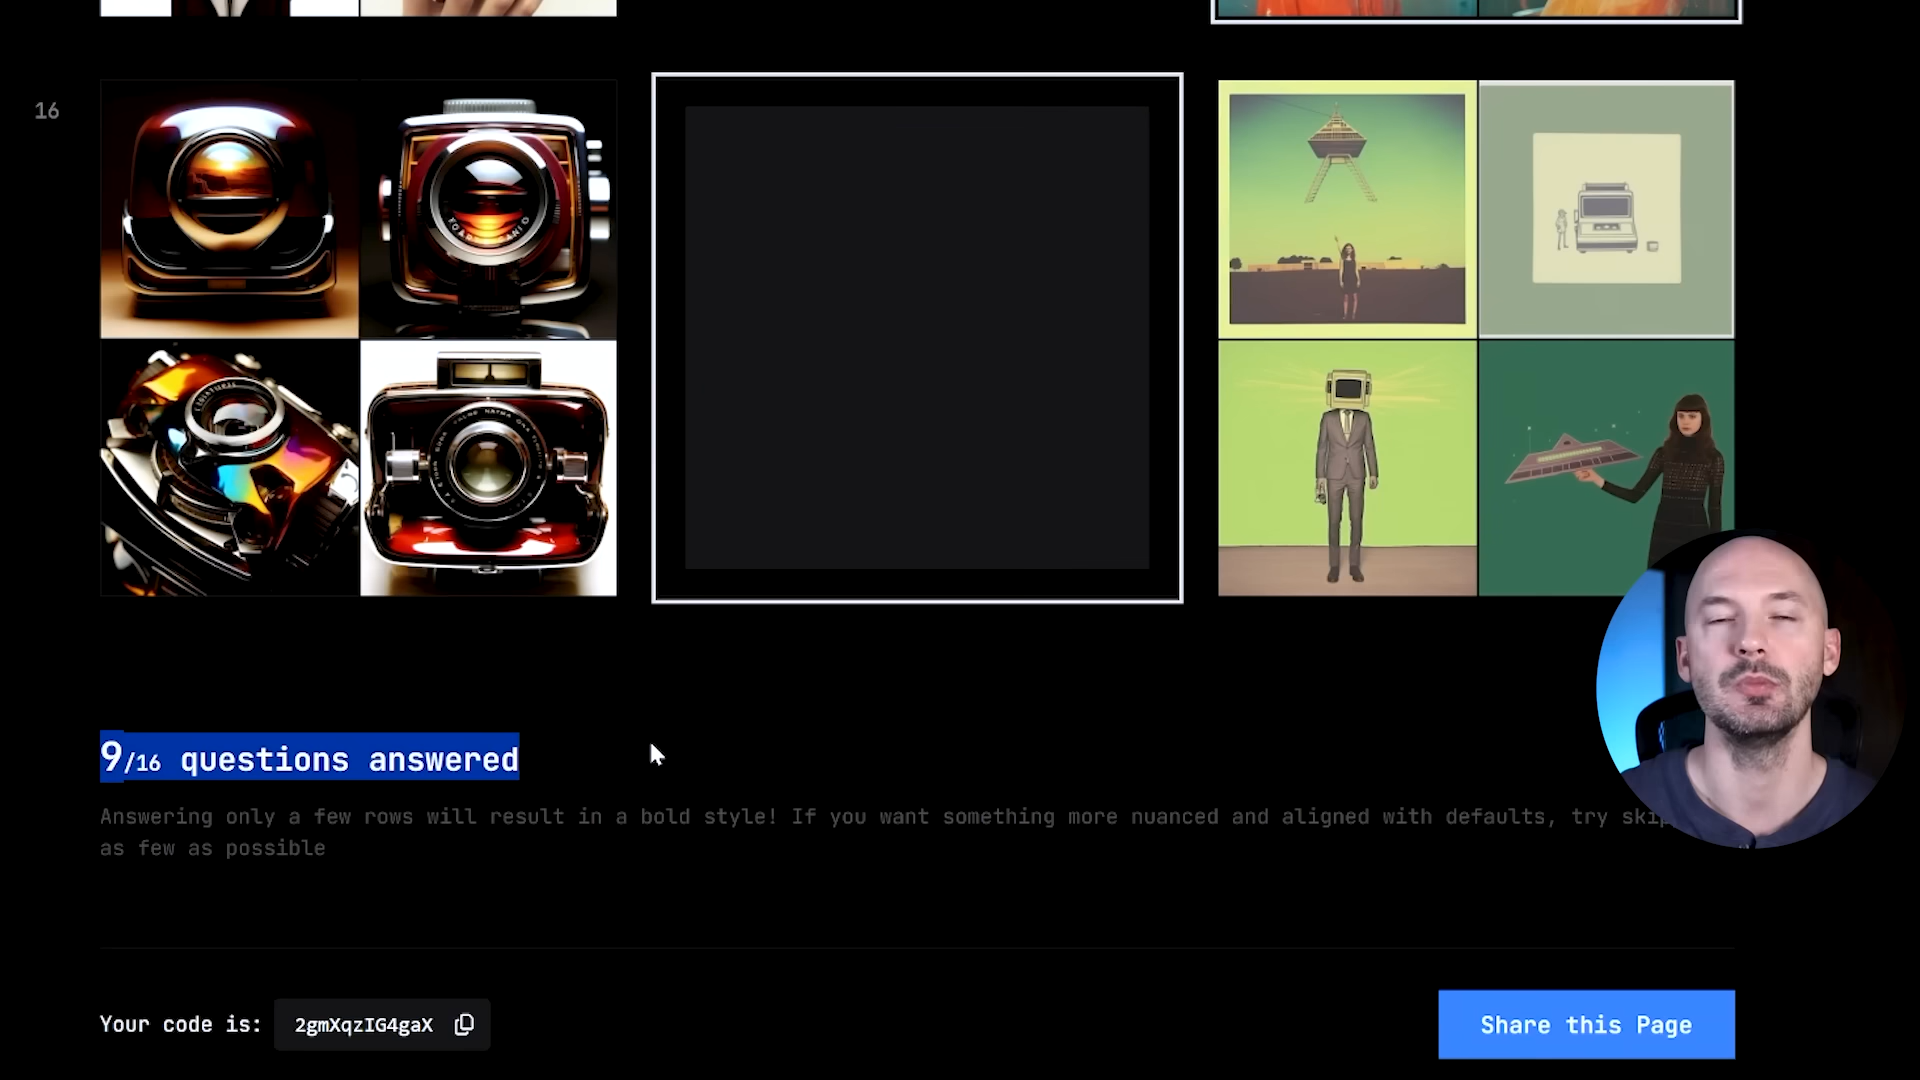 16
9/16 questions answered
Answering only a few rows will result in a bold style! If you want something more nuanced and aligned with defaults, try
as few as possible
Your code is: 2gmXqzIG4gaX
Share this Page